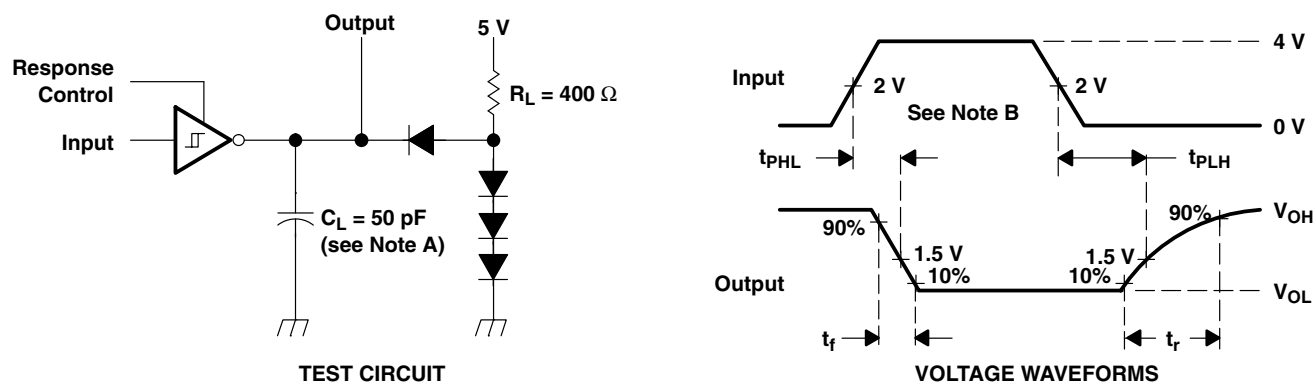 Output
5 V
Response
Control
R_L = 400 Ω
Input
C_L = 50 pF
(see Note A)
TEST CIRCUIT
4 V
Input
2 V
2 V
See Note B
0 V
t_PHL
t_PLH
V_OH
90%
90%
1.5 V
1.5 V
10%
10%
Output
V_OL
t_f
t_r
VOLTAGE WAVEFORMS